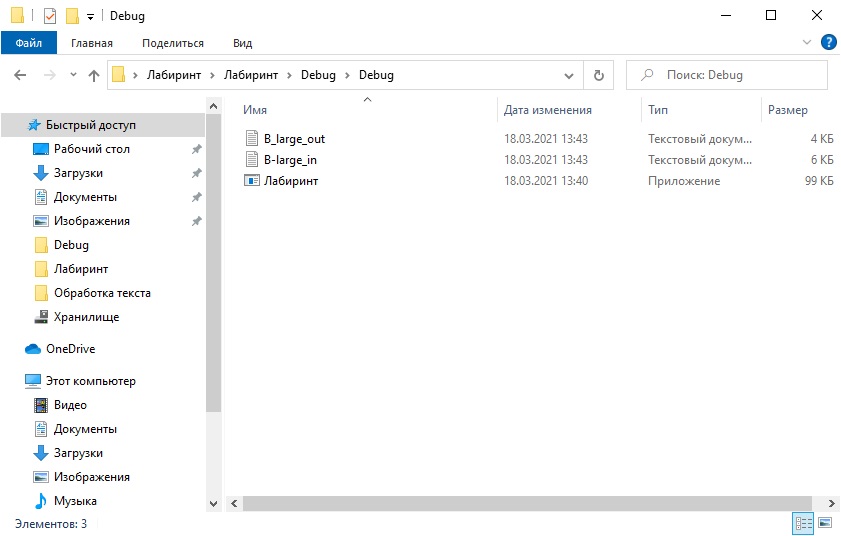 Debug
Файл Главная Поделиться Вид
Лабиринт Лабиринт Debug Debug
Поиск: Debug
Имя Дата изменения Тип Размер
B_large_out 18.03.2021 13:43 Текстовый докум... 4 КБ
B-large_in 18.03.2021 13:43 Текстовый докум... 6 КБ
Лабиринт 18.03.2021 13:40 Приложение 99 КБ
Быстрый доступ
Рабочий стол
Загрузки
Документы
Изображения
Debug
Лабиринт
Обработка текста
Хранилище
OneDrive
Этот компьютер
Видео
Документы
Загрузки
Изображения
Музыка
Элементов: 3